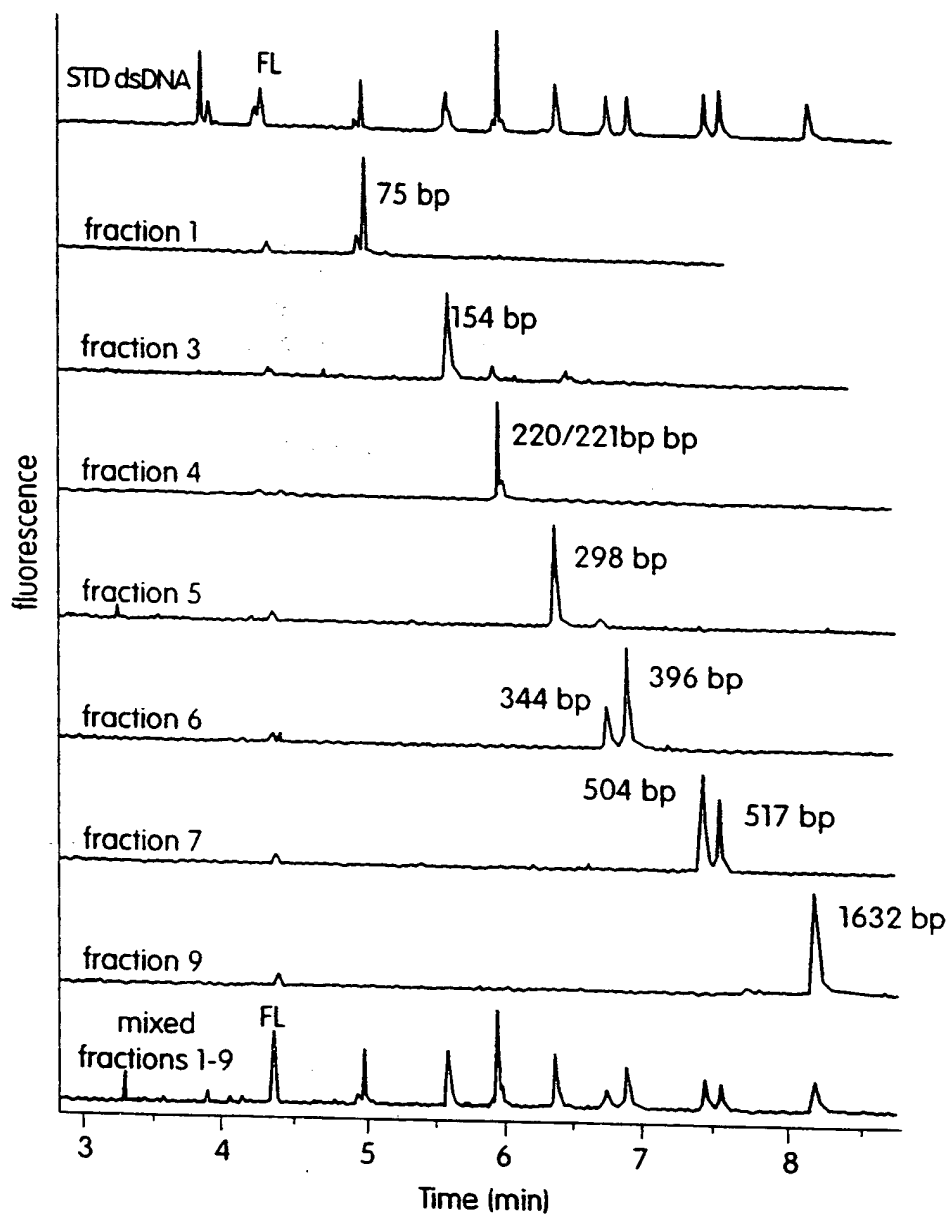 STD dsDNA
FL
fraction 1
75 bp
fraction 3
154 bp
fraction 4
220/221bp bp
fraction 5
298 bp
fraction 6
344 bp
396 bp
fraction 7
504 bp
517 bp
fraction 9
1632 bp
mixed
fractions 1-9
FL
fluorescence
3 4 5 6 7 8
Time (min)